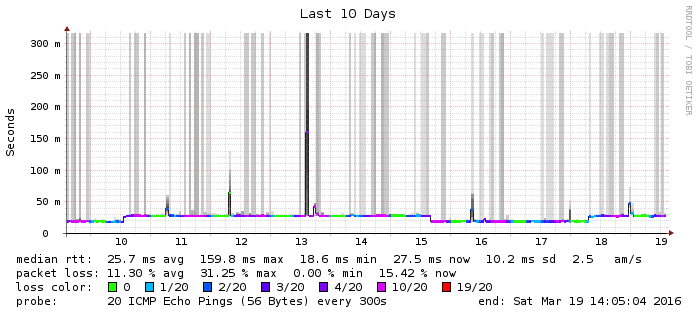 Last 10 Days
RRDTOOL / TOBI OETIKER
Seconds
300 m
250 m
200 m
150 m
100 m
50 m
0
10 11 12 13 14 15 16 17 18 19
median rtt: 25.7 ms avg 159.8 ms max 18.6 ms min 27.5 ms now 10.2 ms sd 2.5 am/s
packet loss: 11.30 % avg 31.25 % max 0.00 % min 15.42 % now
loss color: 0 1/20 2/20 3/20 4/20 10/20 19/20
probe: 20 ICMP Echo Pings (56 Bytes) every 300s end: Sat Mar 19 14:05:04 2016